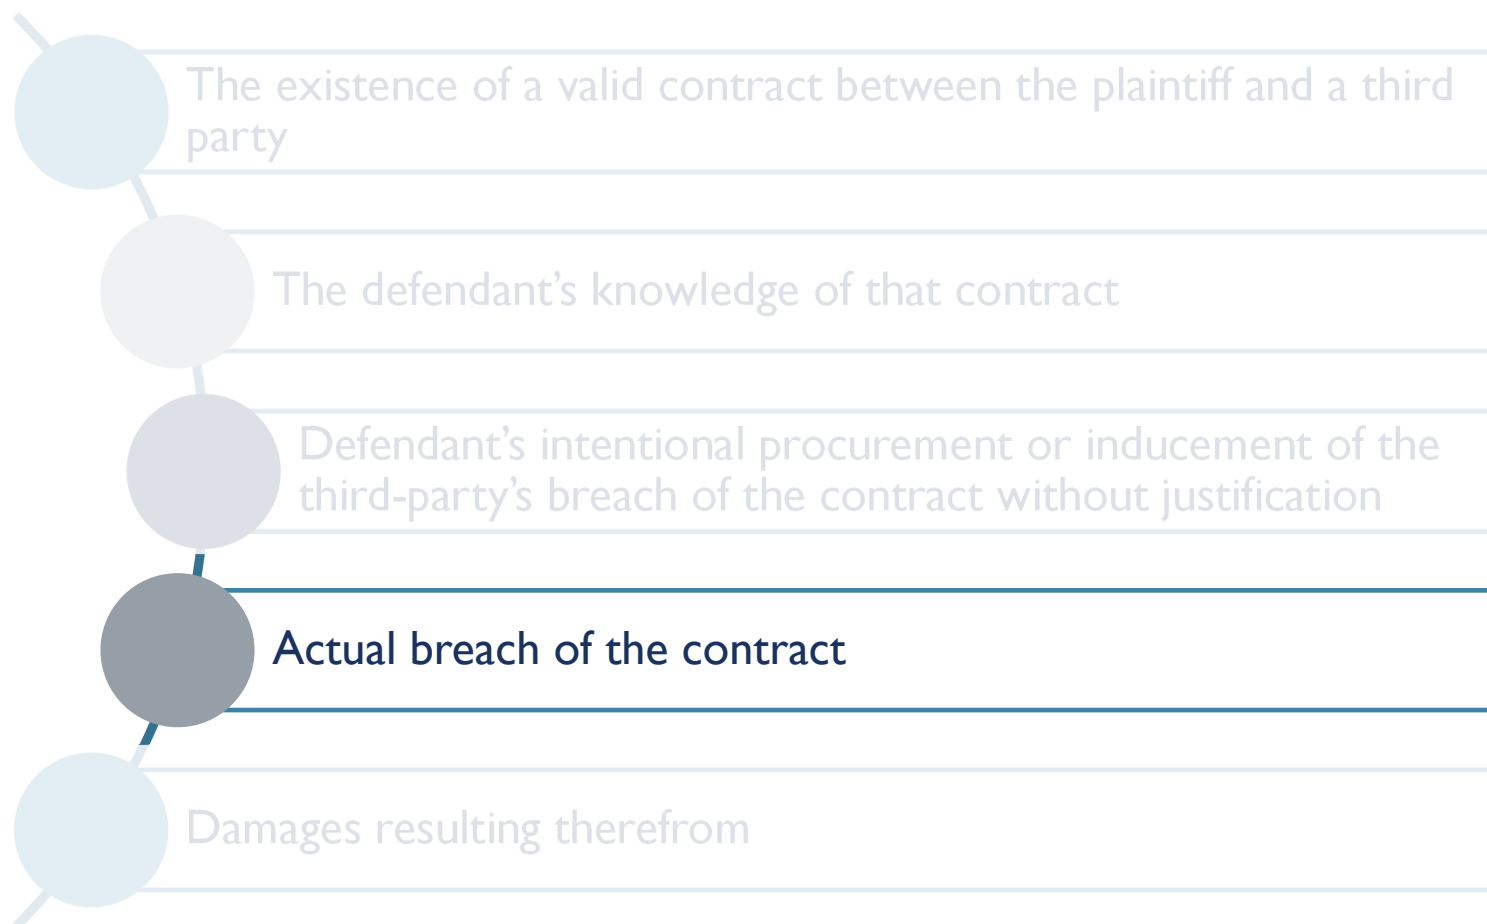 The existence of a valid contract between the plaintiff and a third
party
The defendant’s knowledge of that contract
Defendant’s intentional procurement or inducement of the
third-party’s breach of the contract without justification
Actual breach of the contract
Damages resulting therefrom